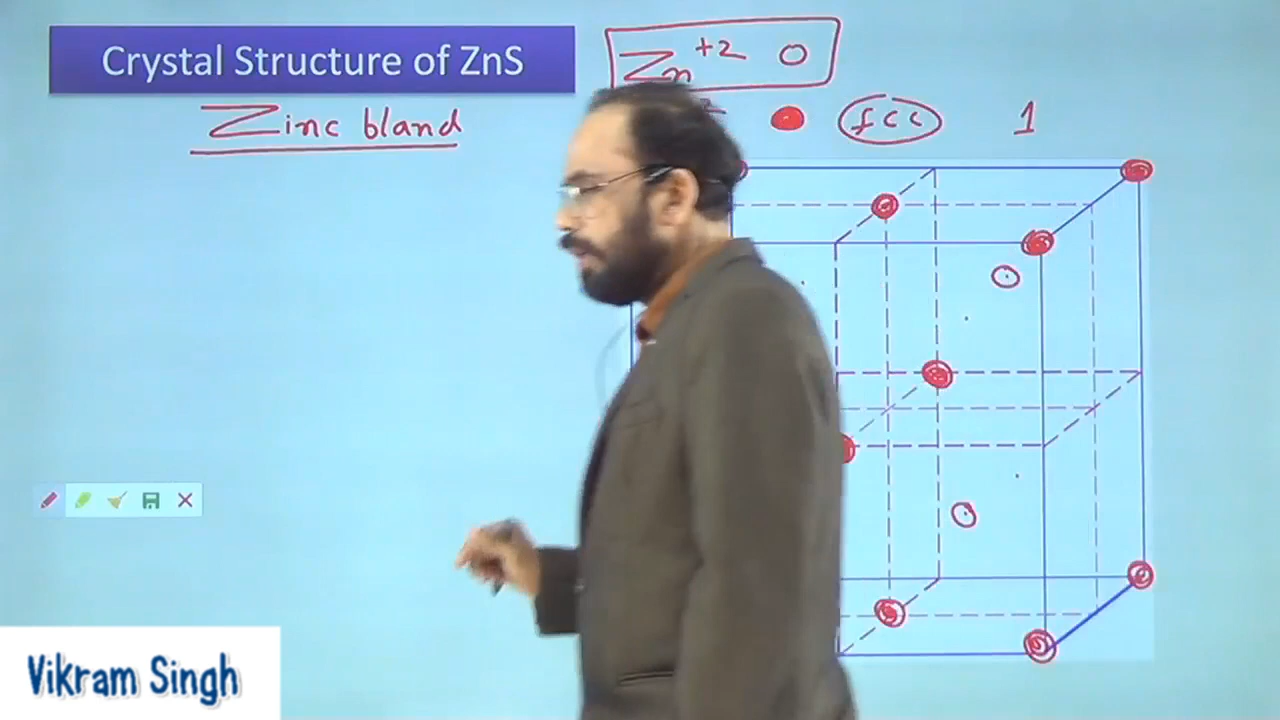 Crystal Structure of ZnS
Zn+2 O
Zinc bland
fcc 1
Vikram Singh